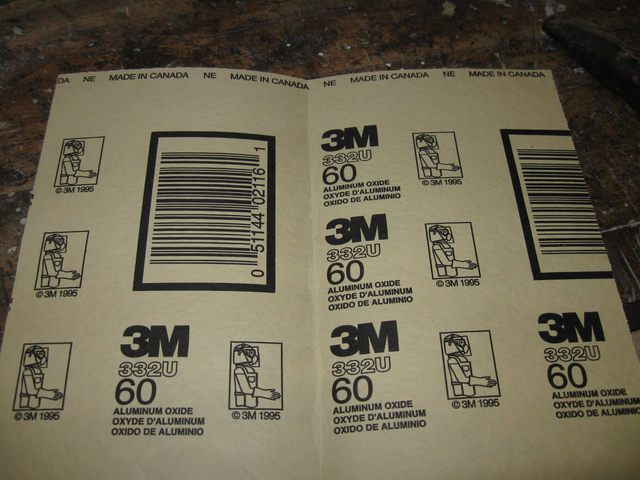 DA NE MADE IN CANADA NE MADE IN CANADA NE MADE IN CANADA NE MADE IN CANADA
© 3M 1995
0 51144 02116 1
3M
332U
60
ALUMINUM OXIDE
OXYDE D'ALUMINUM
OXIDO DE ALUMINIO
© 3M 1995
© 3M 1995
3M
332U
60
ALUMINUM OXIDE
OXYDE D'ALUMINUM
OXIDO DE ALUMINIO
© 3M 1995
© 3M 1995
3M
332U
60
ALUMINUM OXIDE
OXYDE D'ALUMINUM
OXIDO DE ALUMINIO
© 3M 1995
3M
332U
60
ALUMINUM OXIDE
OXYDE D'ALUMINUM
OXIDO DE ALUMINIO
© 3M 1995
3M
332U
60
ALUMINUM OXIDE
OXYDE D'ALUMINUM
OXIDO DE ALUMINIO